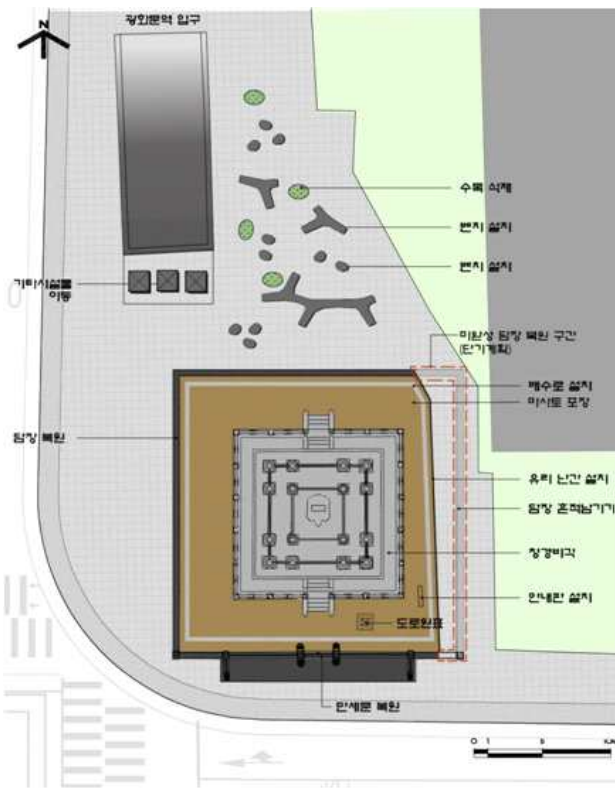 광화문역 입구
수목 식재
벤치 설치
벤치 설치
기타시설물
이동
미완성 담장 복원 구간
(단기계획)
배수로 설치
마사토 포장
담장 복원
유리 난간 설치
담장 흔적남기기
칭경비각
안내판 설치
도로원표
만세문 복원
0 1 5